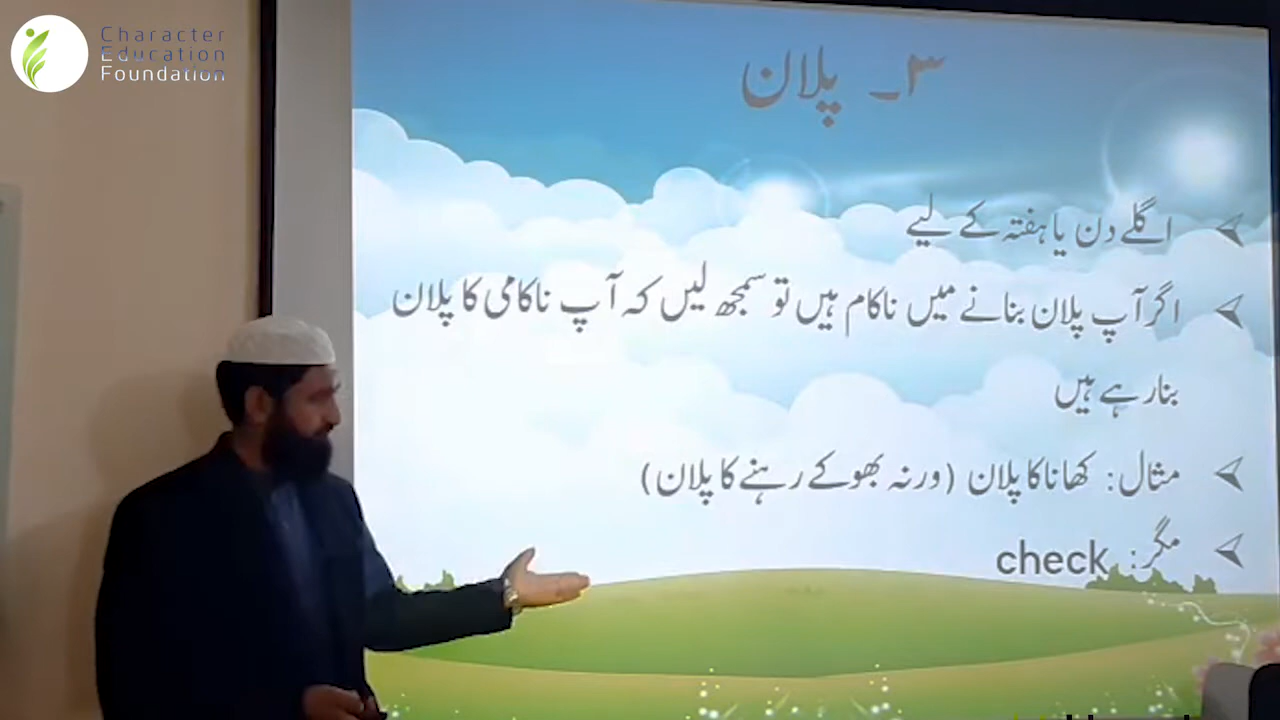 Character
Education
Foundation
۳۔ پلان
اگلے دن یا ہفتہ کے لیے
اگر آپ پلان بنانے میں ناکام ہیں تو سمجھ لیں کہ آپ ناکامی کا پلان
بنا رہے ہیں
مثال: کھانا کا پلان (ورنہ بھوکے رہنے کا پلان)
مگر: check